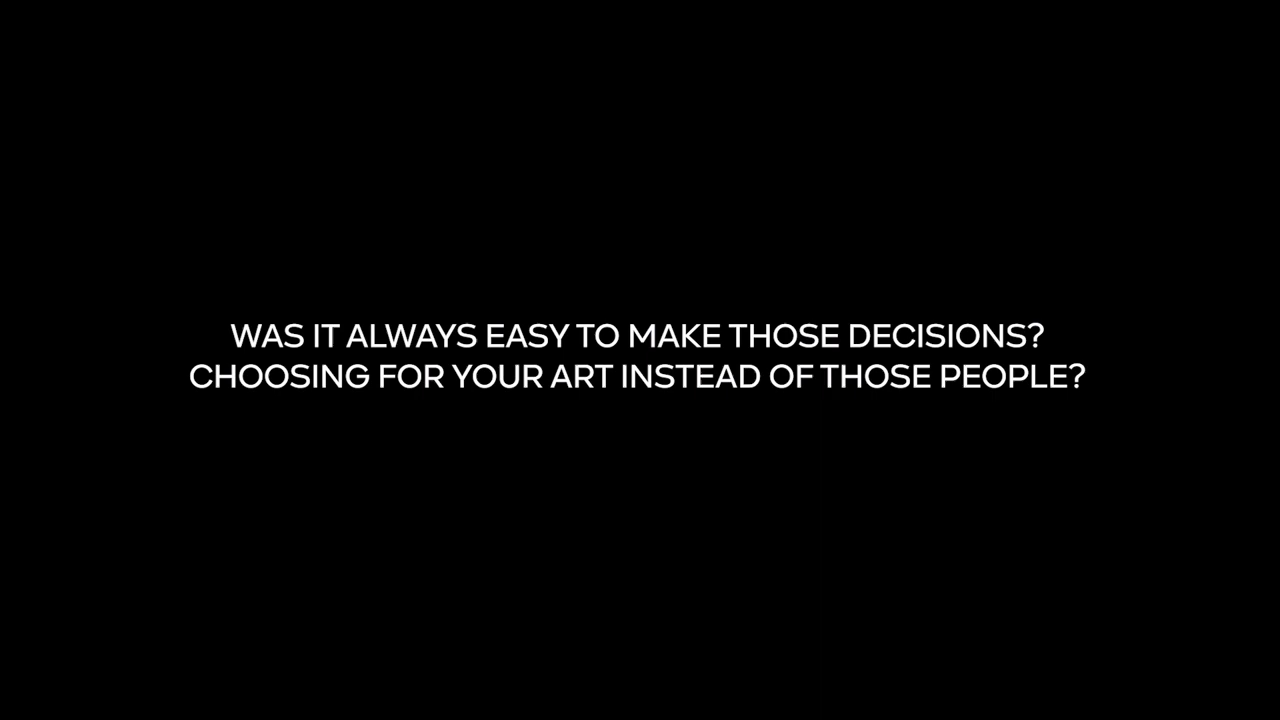 WAS IT ALWAYS EASY TO MAKE THOSE DECISIONS?
CHOOSING FOR YOUR ART INSTEAD OF THOSE PEOPLE?